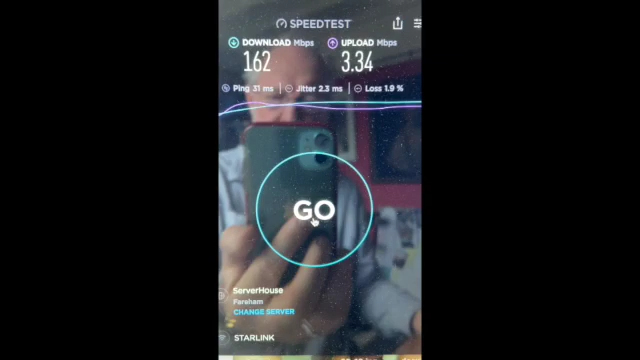 SPEEDTEST
DOWNLOAD Mbps UPLOAD Mbps
162 3.34
Ping 31 ms Jitter 2.3 ms Loss 1.9 %
GO
ServerHouse
Fareham
CHANGE SERVER
STARLINK